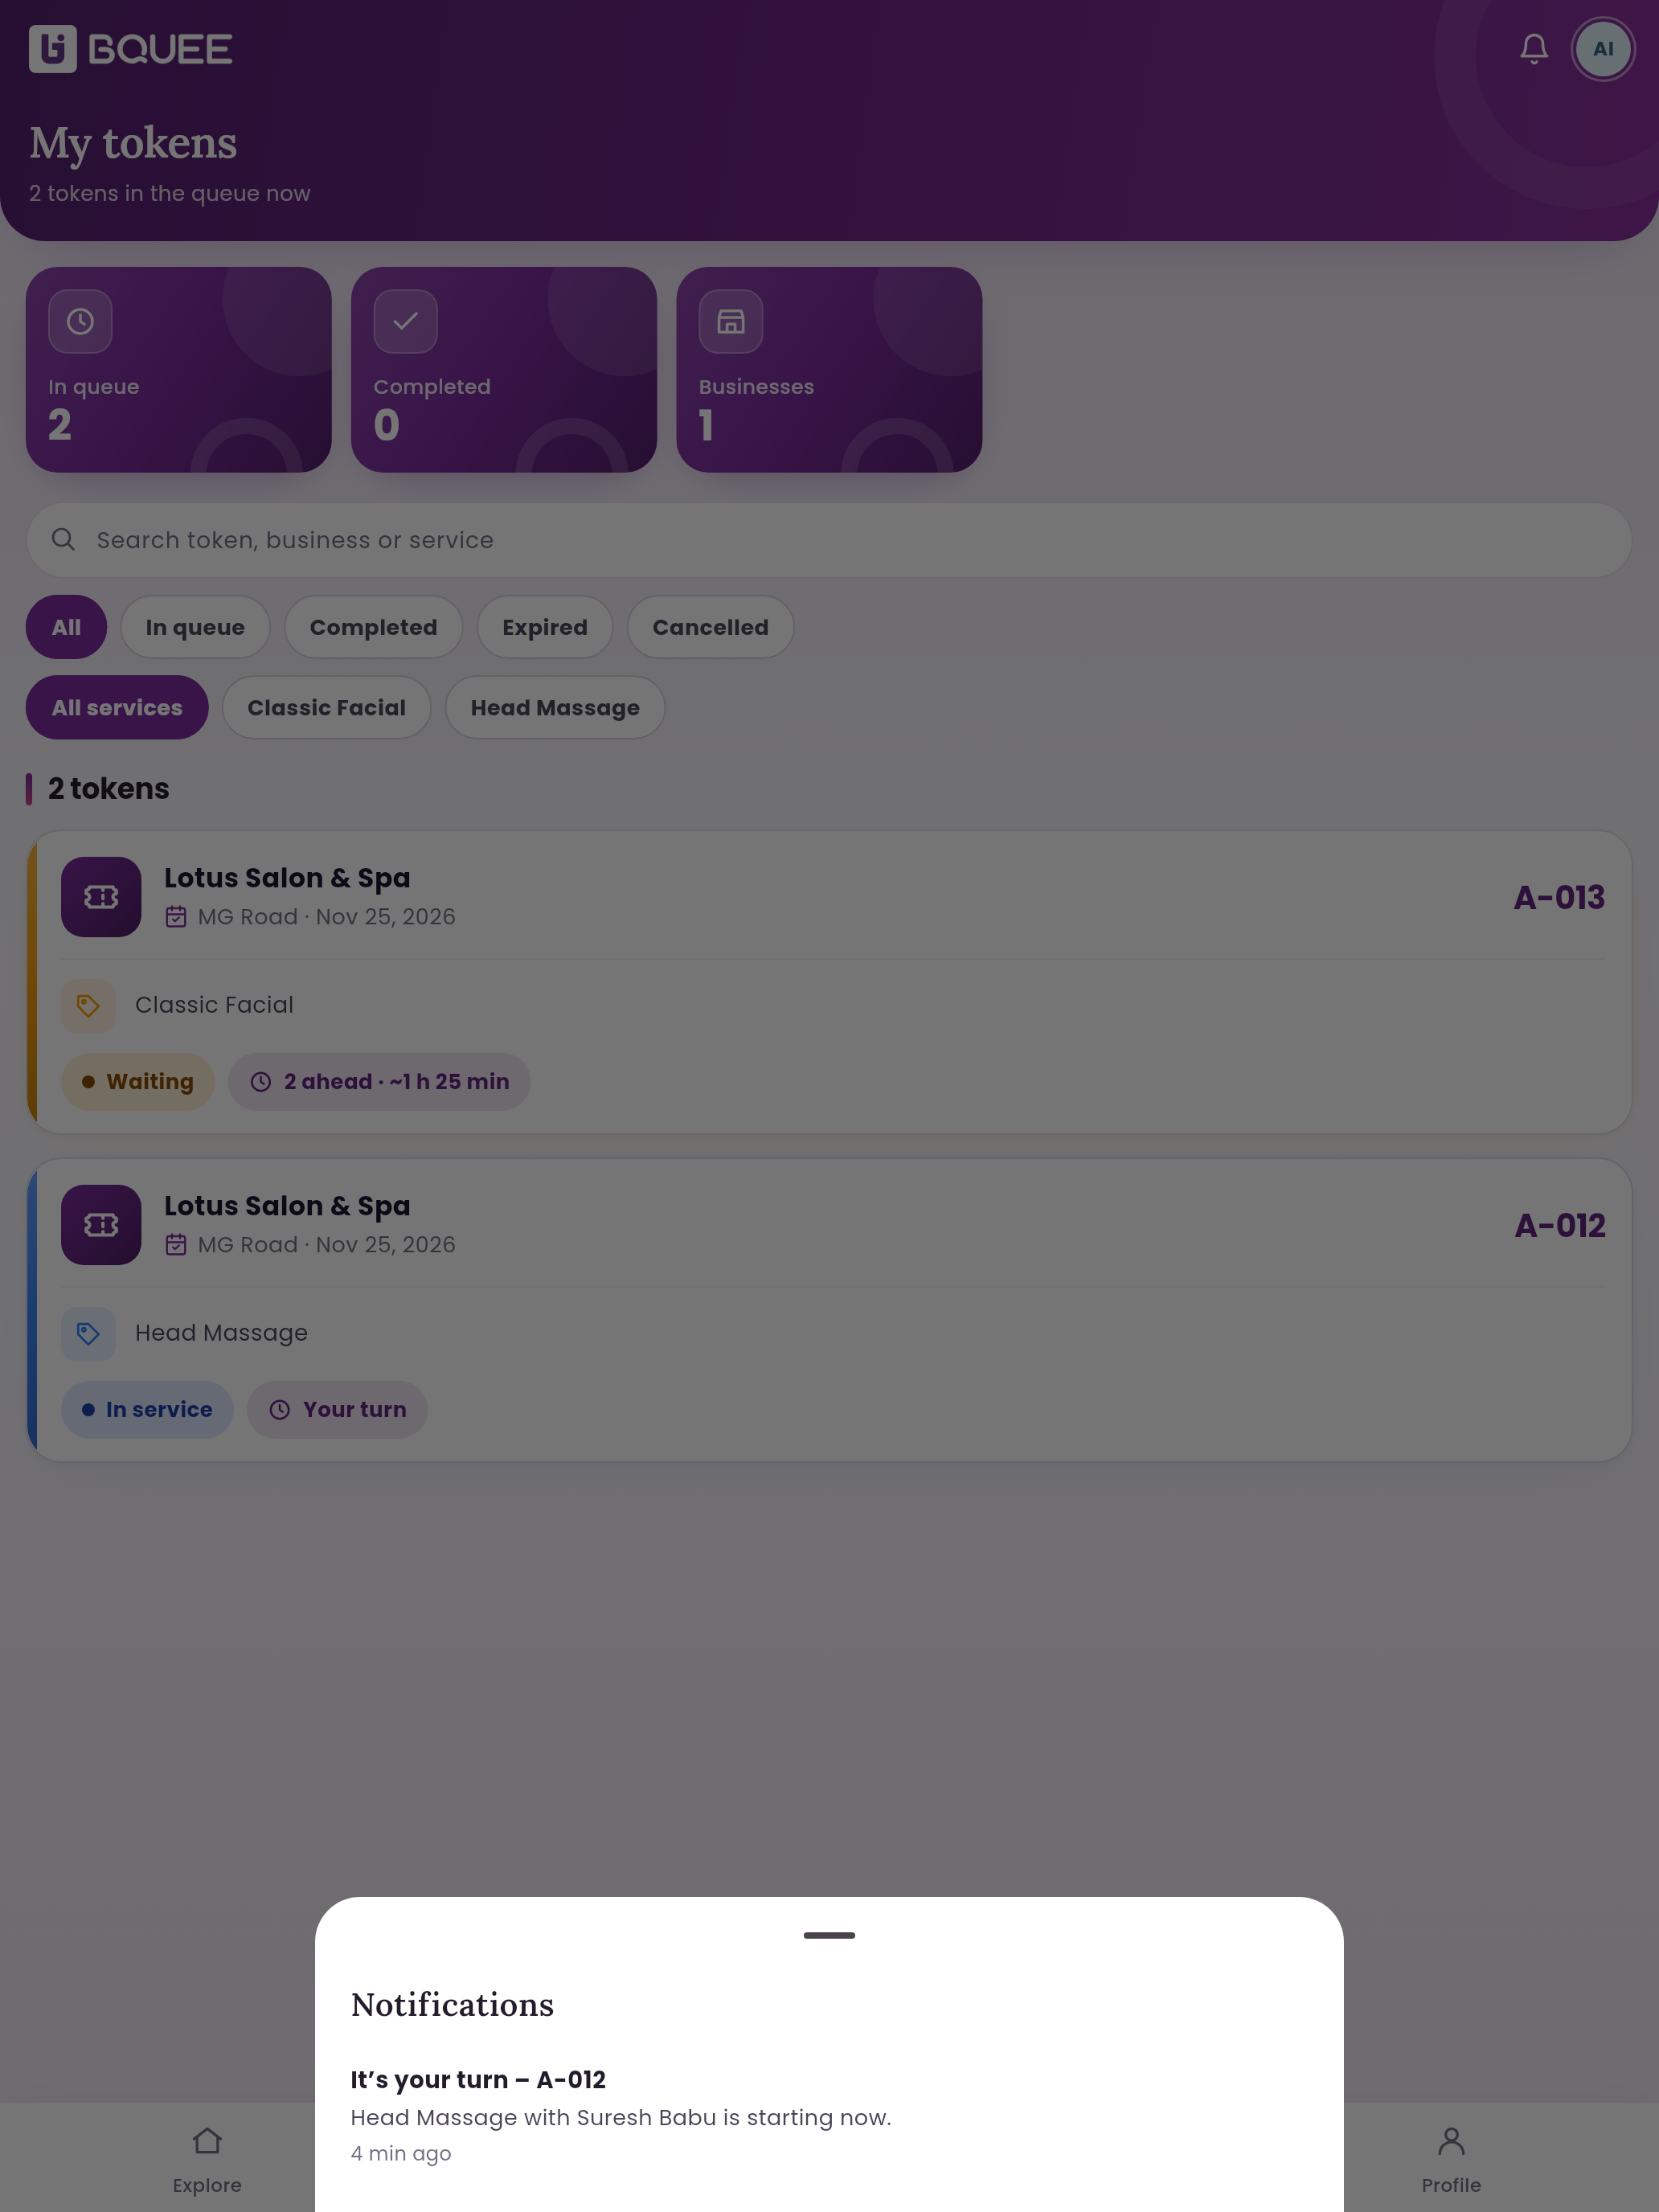 BQUEE
AI
My tokens
2 tokens in the queue now
In queue
2
Completed
0
Businesses
1
Search token, business or service
All
In queue
Completed
Expired
Cancelled
All services
Classic Facial
Head Massage
2 tokens
Lotus Salon & Spa
MG Road · Nov 25, 2026
A-013
Classic Facial
Waiting
2 ahead · ~1 h 25 min
Lotus Salon & Spa
MG Road · Nov 25, 2026
A-012
Head Massage
In service
Your turn
Notifications
It’s your turn – A-012
Head Massage with Suresh Babu is starting now.
4 min ago
Explore
Profile